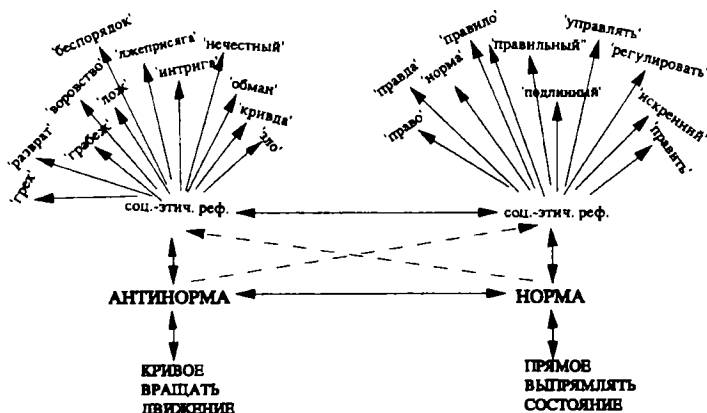 'беспорядок'
'лжеприсяга'
'нечестный'
'интрига'
'воровство'
'лож'
'обман'
'кривда'
'зло'
'грабеж'
'разврат'
'грех'
соц.-этич. реф.
'правило'
'управлять'
'правильный"
'регулировать'
'правда'
'норма'
'подлинный'
'искренний'
'право'
'править'
соц.-этич. реф.
АНТИНОРМА
НОРМА
КРИВОЕ
ВРАЩАТЬ
ДВИЖЕНИЕ
ПРЯМОЕ
ВЫПРЯМЛЯТЬ
СОСТОЯНИЕ